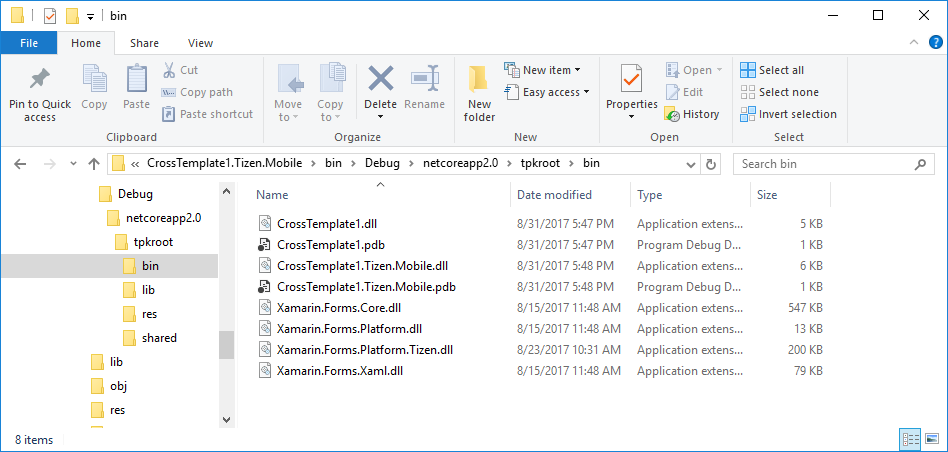 bin
File Home Share View
Pin to Quick access
Copy
Paste
Cut
Copy path
Paste shortcut
Clipboard
Move to
Copy to
Delete
Rename
Organize
New folder
New item
Easy access
New
Properties
Open
Edit
History
Open
Select all
Select none
Invert selection
Select
« CrossTemplate1.Tizen.Mobile > bin > Debug > netcoreapp2.0 > tpkroot > bin
Search bin
Debug
netcoreapp2.0
tpkroot
bin
lib
res
shared
lib
obj
res
Name Date modified Type Size
CrossTemplate1.dll 8/31/2017 5:47 PM Application extens... 5 KB
CrossTemplate1.pdb 8/31/2017 5:47 PM Program Debug D... 1 KB
CrossTemplate1.Tizen.Mobile.dll 8/31/2017 5:48 PM Application extens... 6 KB
CrossTemplate1.Tizen.Mobile.pdb 8/31/2017 5:48 PM Program Debug D... 1 KB
Xamarin.Forms.Core.dll 8/15/2017 11:48 AM Application extens... 547 KB
Xamarin.Forms.Platform.dll 8/15/2017 11:48 AM Application extens... 13 KB
Xamarin.Forms.Platform.Tizen.dll 8/23/2017 10:31 AM Application extens... 200 KB
Xamarin.Forms.Xaml.dll 8/15/2017 11:48 AM Application extens... 79 KB
8 items